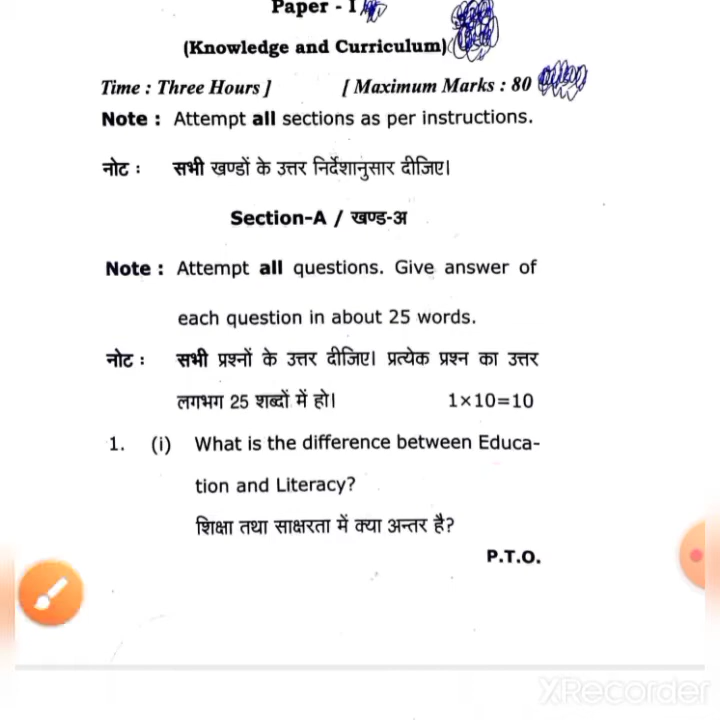 Paper - I
(Knowledge and Curriculum)
Time : Three Hours ] [ Maximum Marks : 80
Note : Attempt all sections as per instructions.
नोट : सभी खण्डों के उत्तर निर्देशानुसार दीजिए।
Section-A / खण्ड-अ
Note : Attempt all questions. Give answer of
each question in about 25 words.
नोट : सभी प्रश्नों के उत्तर दीजिए। प्रत्येक प्रश्न का उत्तर
लगभग 25 शब्दों में हो। 1×10=10
1. (i) What is the difference between Educa-
tion and Literacy?
शिक्षा तथा साक्षरता में क्या अन्तर है?
P.T.O.
XRecorder